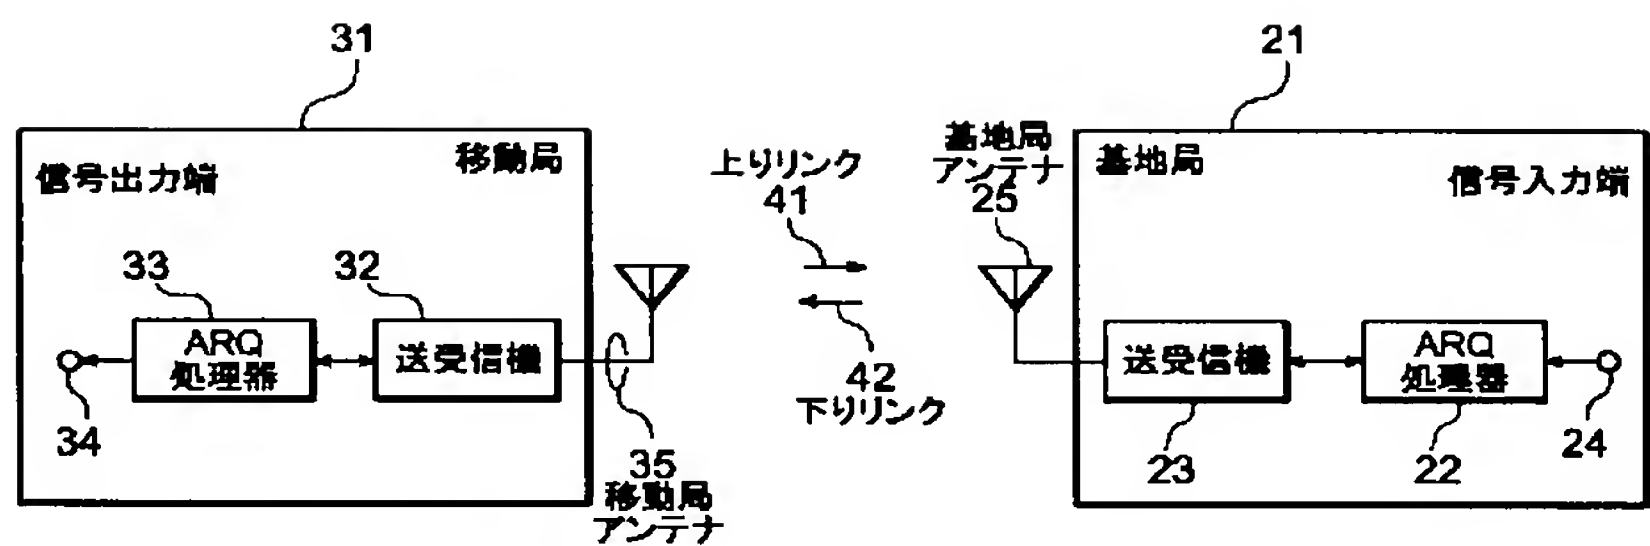 31
移動局
信号出力端
33
32
ARQ
処理器
送受信機
34
35
移動局
アンテナ
上りリンク
41
42
下りリンク
21
基地局
アンテナ
25
基地局
信号入力端
送受信機
ARQ
処理器
23
22
24